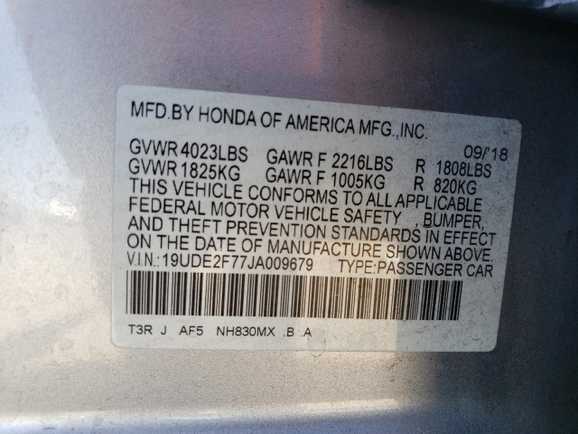 MFD.BY HONDA OF AMERICA MFG.,INC.
09/'18
GVWR 4023LBS GAWR F 2216LBS R 1808LBS
GVWR 1825KG GAWR F 1005KG R 820KG
THIS VEHICLE CONFORMS TO ALL APPLICABLE
FEDERAL MOTOR VEHICLE SAFETY , BUMPER,
AND THEFT PREVENTION STANDARDS IN EFFECT
ON THE DATE OF MANUFACTURE SHOWN ABOVE.
V.I.N.:19UDE2F77JA009679 TYPE:PASSENGER CAR
T3R J AF5 NH830MX .B .A